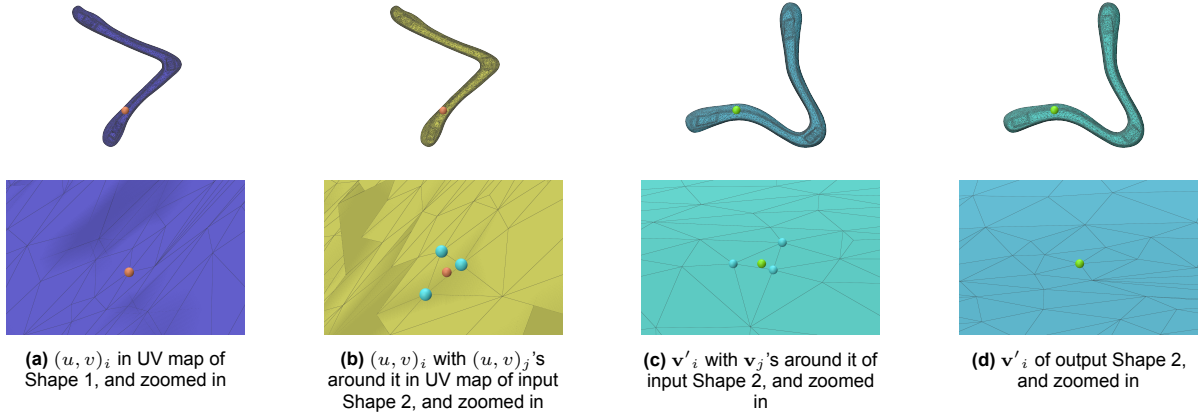 (a) (u, v)ᵢ in UV map of
Shape 1, and zoomed in
(b) (u, v)ᵢ with (u, v)ⱼ's
around it in UV map of input
Shape 2, and zoomed in
(c) v′ᵢ with vⱼ's around it of
input Shape 2, and zoomed
in
(d) v′ᵢ of output Shape 2,
and zoomed in